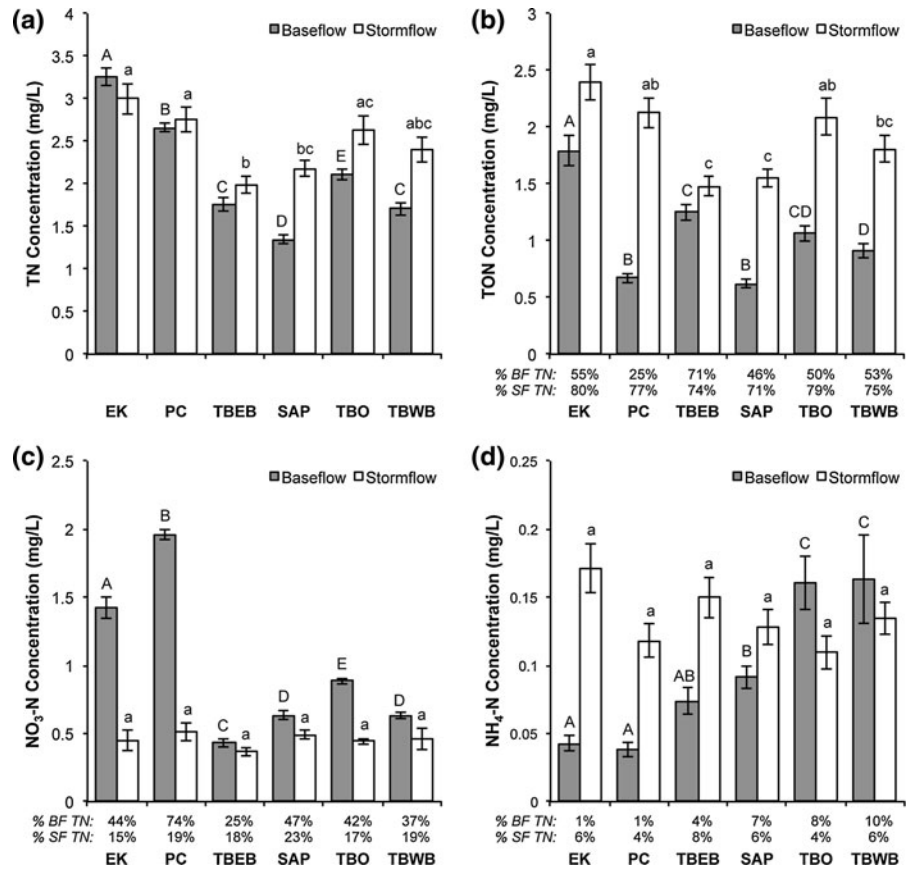 (a)
Baseflow Stormflow
TN Concentration (mg/L)
4
3.5
3
2.5
2
1.5
1
0.5
0
A a B a C b D bc E ac C abc
EK PC TBEB SAP TBO TBWB
(b)
Baseflow Stormflow
TON Concentration (mg/L)
3
2.5
2
1.5
1
0.5
0
A a B ab C c B c CD ab D bc
% BF TN: 55% 25% 71% 46% 50% 53%
% SF TN: 80% 77% 74% 71% 79% 75%
EK PC TBEB SAP TBO TBWB
(c)
Baseflow Stormflow
NO3-N Concentration (mg/L)
2.5
2
1.5
1
0.5
0
A a B a C a D a E a D a
% BF TN: 44% 74% 25% 47% 42% 37%
% SF TN: 15% 19% 18% 23% 17% 19%
EK PC TBEB SAP TBO TBWB
(d)
Baseflow Stormflow
NH4-N Concentration (mg/L)
0.25
0.2
0.15
0.1
0.05
0
A a A a AB a B a C a C a
% BF TN: 1% 1% 4% 7% 8% 10%
% SF TN: 6% 4% 8% 6% 4% 6%
EK PC TBEB SAP TBO TBWB